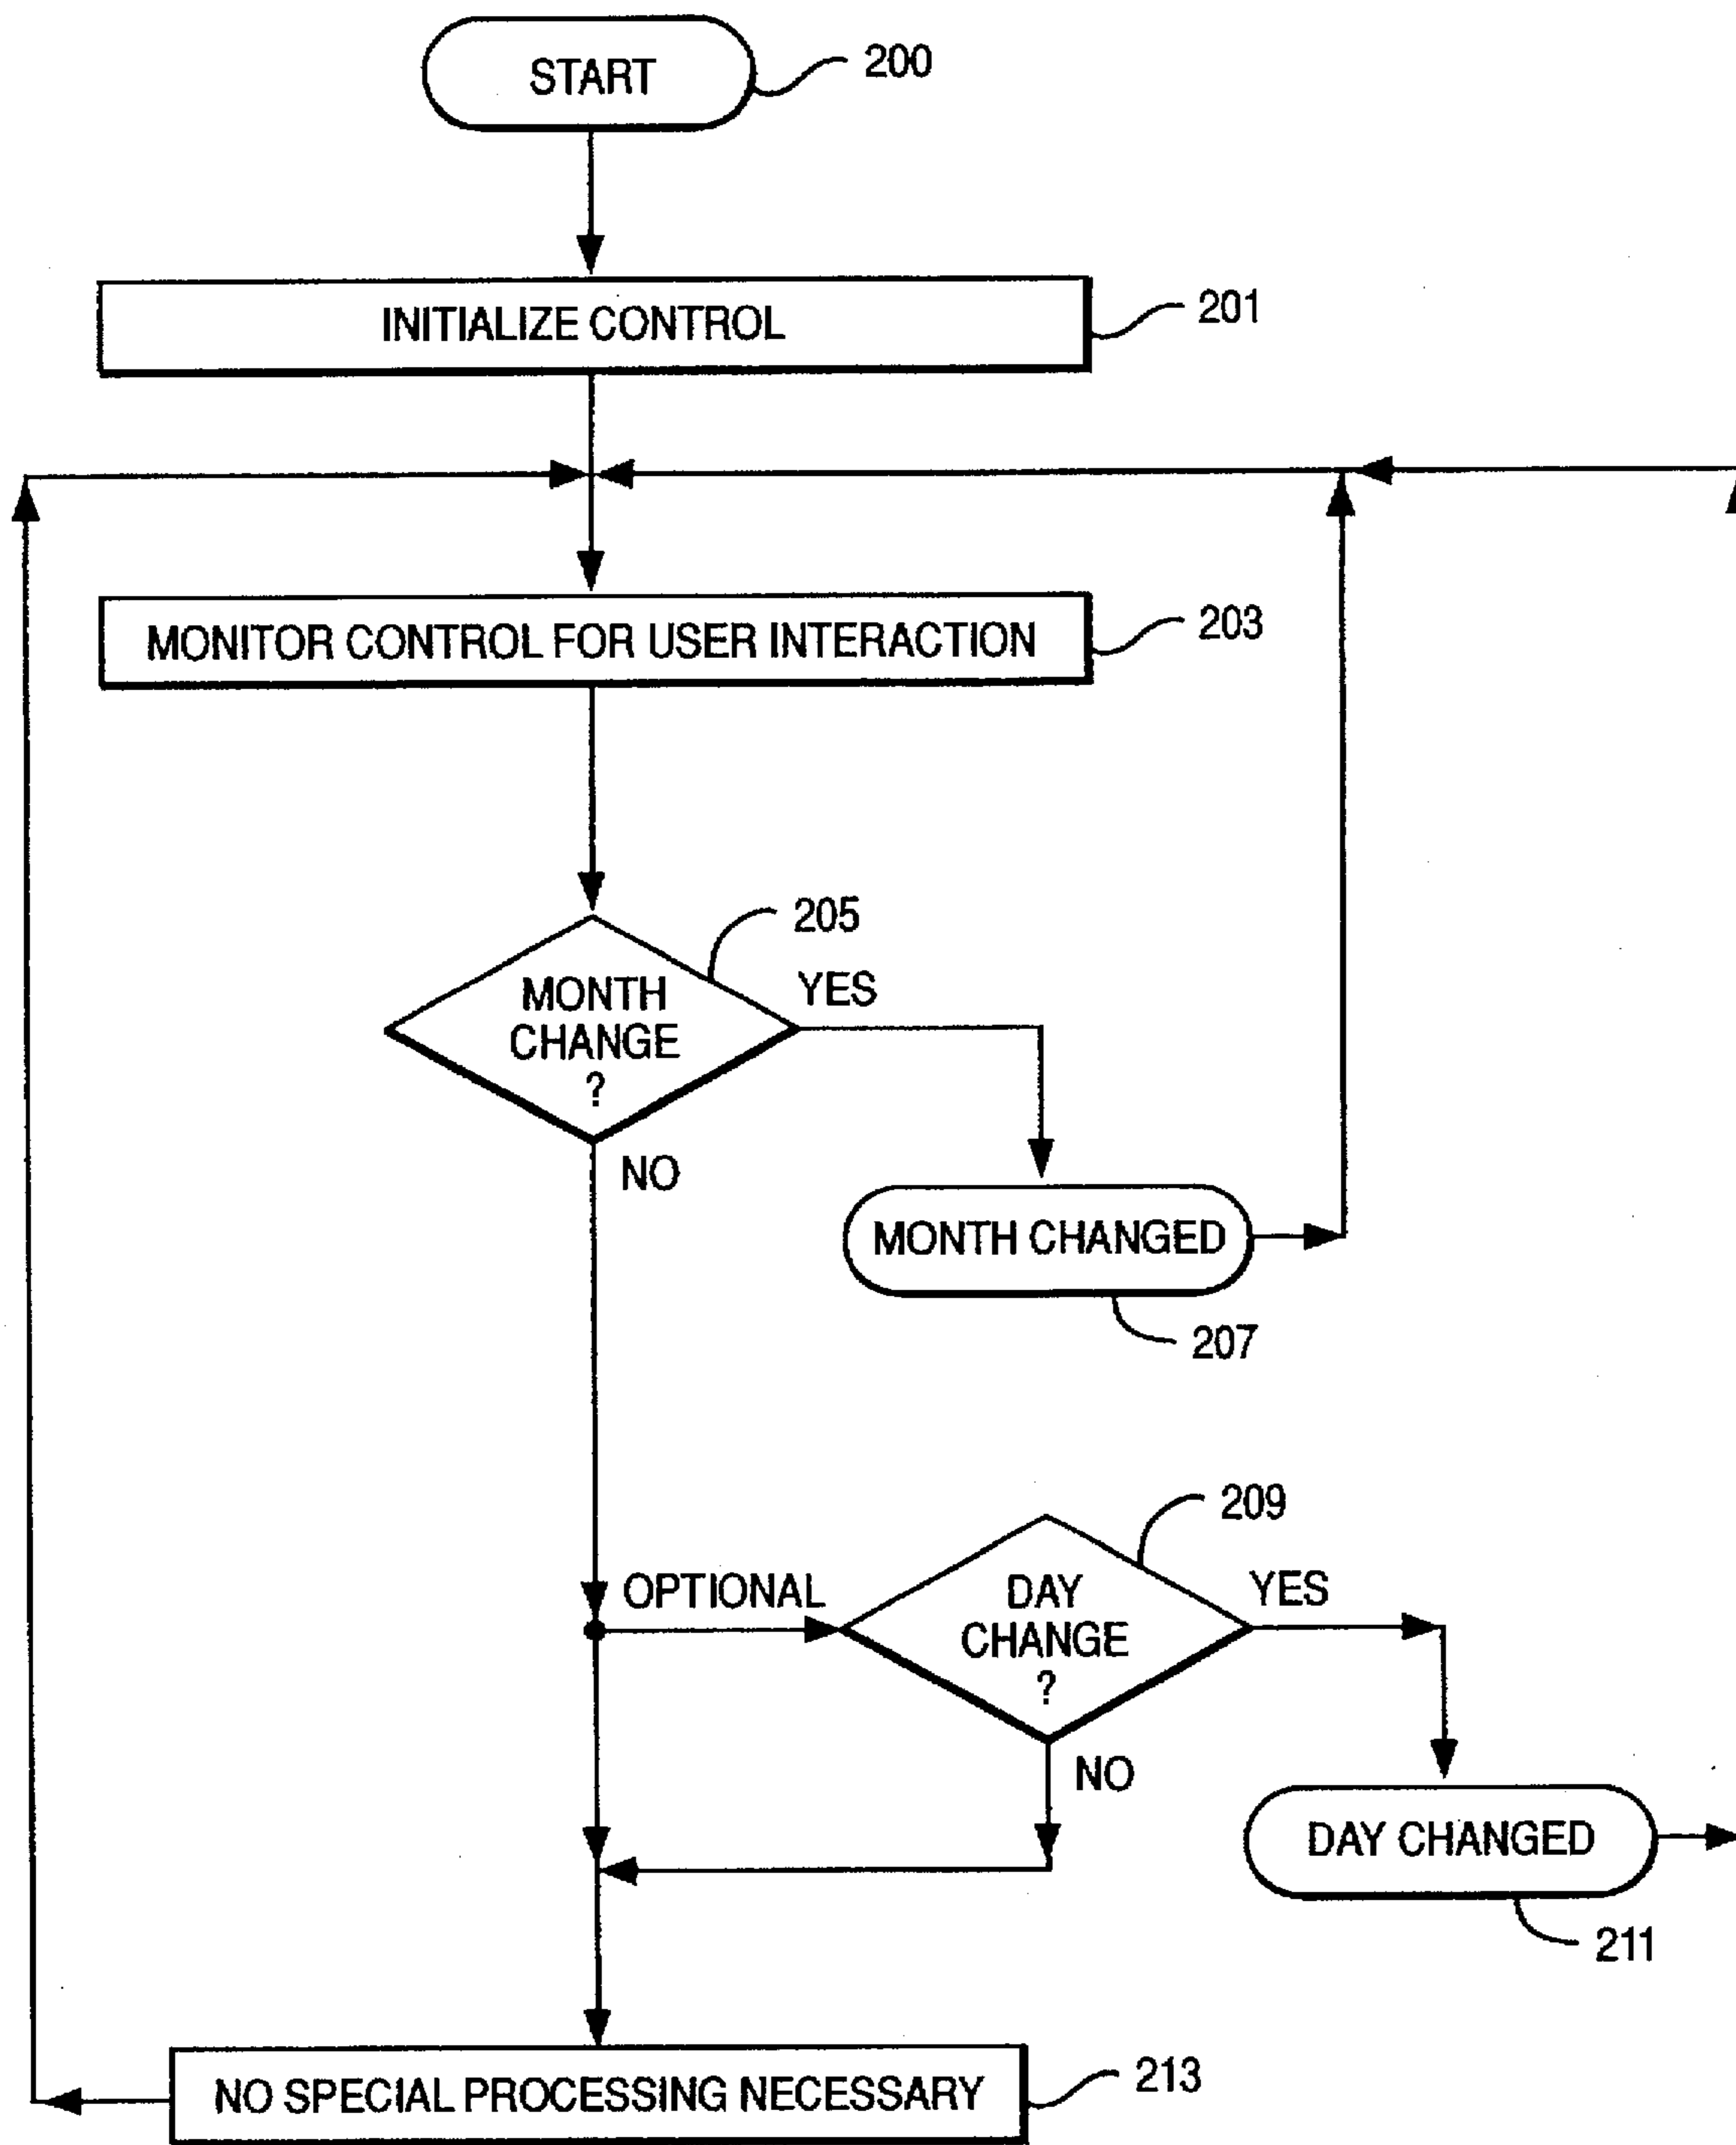 START
200
INITIALIZE CONTROL
201
MONITOR CONTROL FOR USER INTERACTION
203
205
MONTH
CHANGE
?
YES
NO
MONTH CHANGED
207
209
OPTIONAL
DAY
CHANGE
?
YES
NO
DAY CHANGED
211
NO SPECIAL PROCESSING NECESSARY
213